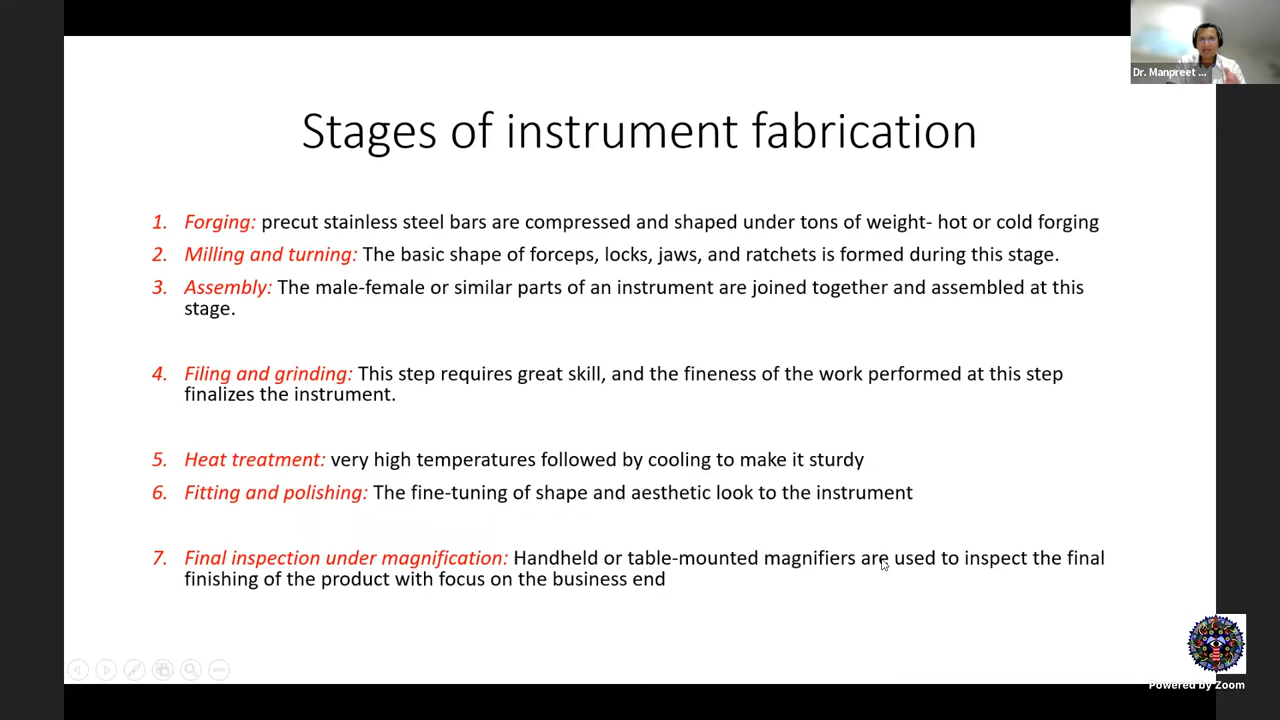 Dr. Manpreet ...
Stages of instrument fabrication
1. Forging: precut stainless steel bars are compressed and shaped under tons of weight- hot or cold forging
2. Milling and turning: The basic shape of forceps, locks, jaws, and ratchets is formed during this stage.
3. Assembly: The male-female or similar parts of an instrument are joined together and assembled at this
stage.
4. Filing and grinding: This step requires great skill, and the fineness of the work performed at this step
finalizes the instrument.
5. Heat treatment: very high temperatures followed by cooling to make it sturdy
6. Fitting and polishing: The fine-tuning of shape and aesthetic look to the instrument
7. Final inspection under magnification: Handheld or table-mounted magnifiers are used to inspect the final
finishing of the product with focus on the business end
Powered by Zoom